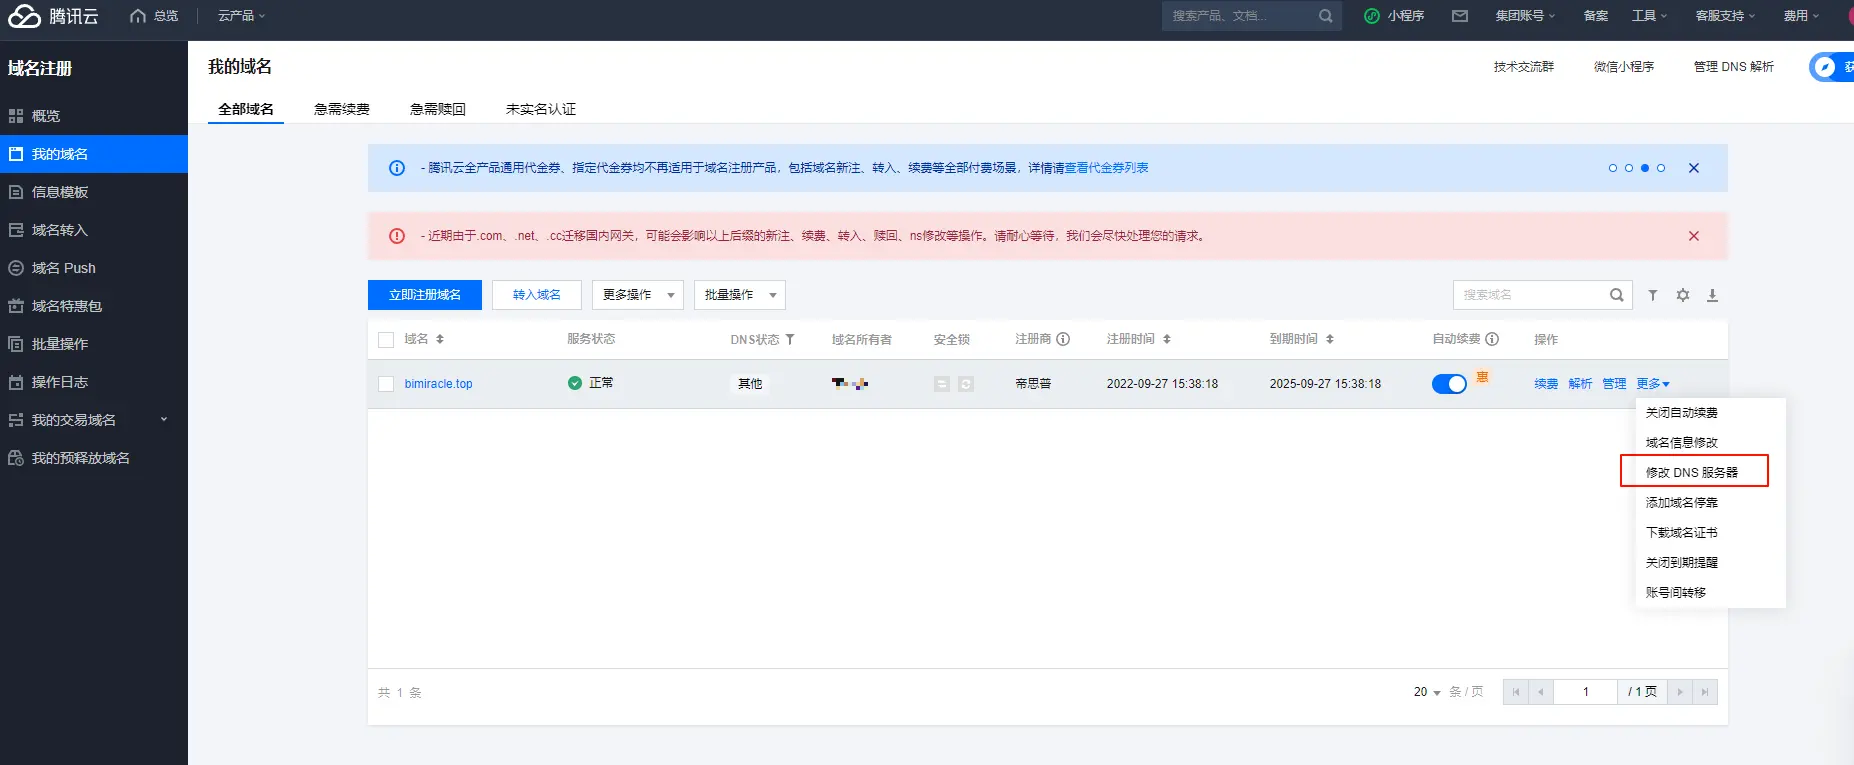 腾讯云
总览
云产品
搜索产品、文档...
小程序
集团账号
备案
工具
客服支持
费用
域名注册
概览
我的域名
信息模板
域名转入
域名 Push
域名特惠包
批量操作
操作日志
我的交易域名
我的预释放域名
我的域名
技术交流群
微信小程序
管理 DNS 解析
全部域名
急需续费
急需赎回
未实名认证
- 腾讯云全产品通用代金券、指定代金券均不再适用于域名注册产品，包括域名新注、转入、续费等全部付费场景，详情请查看代金券列表
- 近期由于.com、.net、.cc迁移国内网关，可能会影响以上后缀的新注、续费、转入、赎回、ns修改等操作。请耐心等待，我们会尽快处理您的请求。
立即注册域名
转入域名
更多操作
批量操作
搜索域名
域名
服务状态
DNS状态
域名所有者
安全锁
注册商
注册时间
到期时间
自动续费
操作
bimiracle.top
正常
其他
帝思普
2022-09-27 15:38:18
2025-09-27 15:38:18
惠
续费
解析
管理
更多
关闭自动续费
域名信息修改
修改 DNS 服务器
添加域名停靠
下载域名证书
关闭到期提醒
账号间转移
共 1 条
20
条 / 页
1
/ 1 页